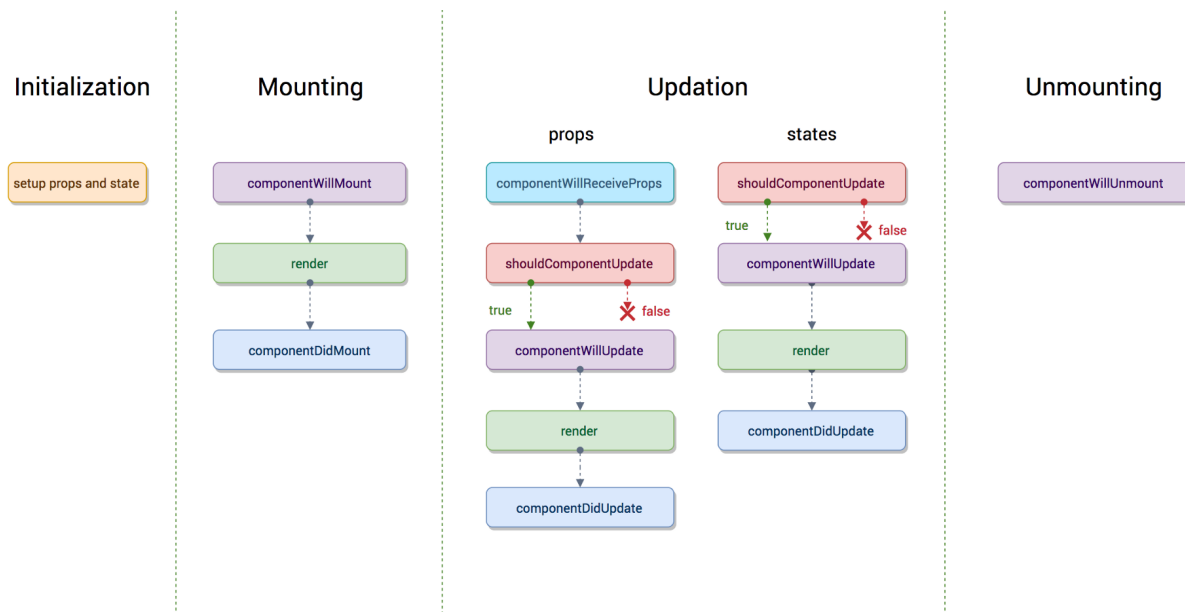 Initialization
setup props and state
Mounting
componentWillMount
render
componentDidMount
Updation
props
componentWillReceiveProps
shouldComponentUpdate
true
false
componentWillUpdate
render
componentDidUpdate
states
shouldComponentUpdate
true
false
componentWillUpdate
render
componentDidUpdate
Unmounting
componentWillUnmount